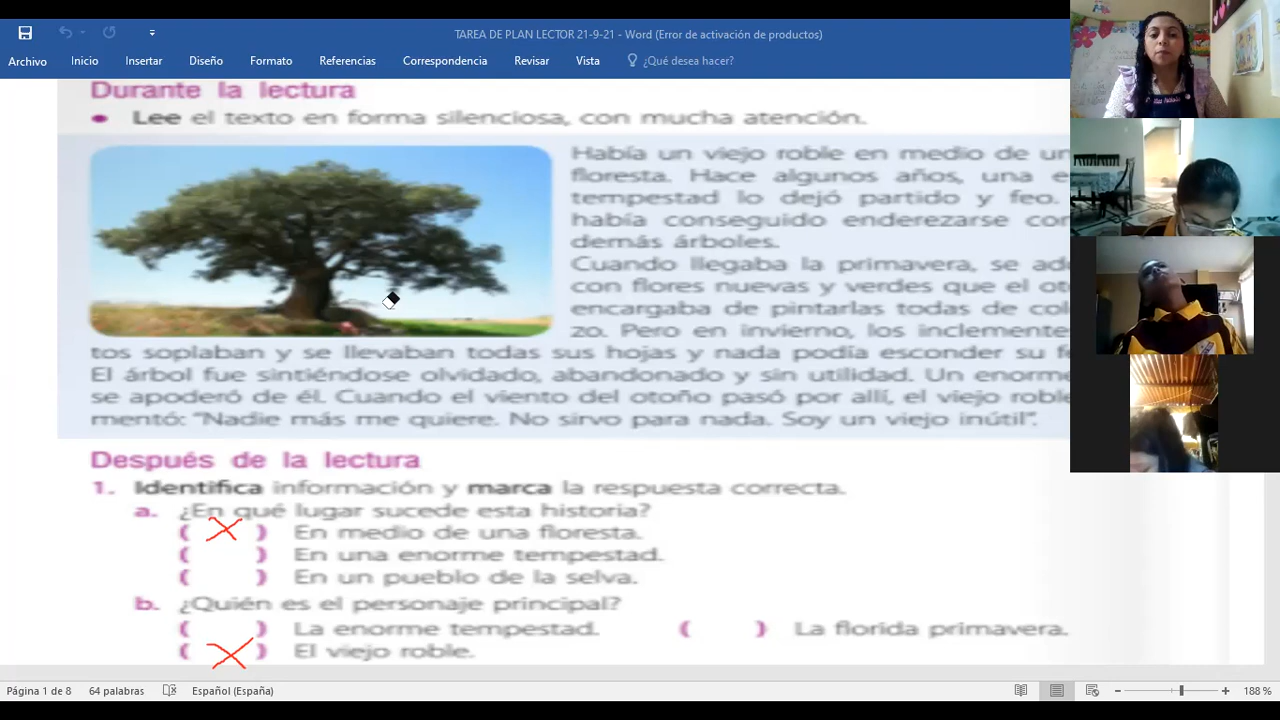 TAREA DE PLAN LECTOR 21-9-21 - Word (Error de activación de productos)
Archivo Inicio Insertar Diseño Formato Referencias Correspondencia Revisar Vista ¿Qué desea hacer?
Durante la lectura
• Lee el texto en forma silenciosa, con mucha atención.
Había un viejo roble en medio de un
floresta. Hace algunos años, una e
tempestad lo dejó partido y feo.
había conseguido enderezarse con
demás árboles.
Cuando llegaba la primavera, se ad
con flores nuevas y verdes que el oto
encargaba de pintarlas todas de col
zo. Pero en invierno, los inclemente
tos soplaban y se llevaban todas sus hojas y nada podía esconder su fe
El árbol fue sintiéndose olvidado, abandonado y sin utilidad. Un enorme
se apoderó de él. Cuando el viento del otoño pasó por allí, el viejo roble
mentó: “Nadie más me quiere. No sirvo para nada. Soy un viejo inútil”.
Después de la lectura
1. Identifica información y marca la respuesta correcta.
a. ¿En qué lugar sucede esta historia?
( X ) En medio de una floresta.
( ) En una enorme tempestad.
( ) En un pueblo de la selva.
b. ¿Quién es el personaje principal?
( ) La enorme tempestad. ( ) La florida primavera.
( X ) El viejo roble.
Página 1 de 8 64 palabras Español (España) 188 %